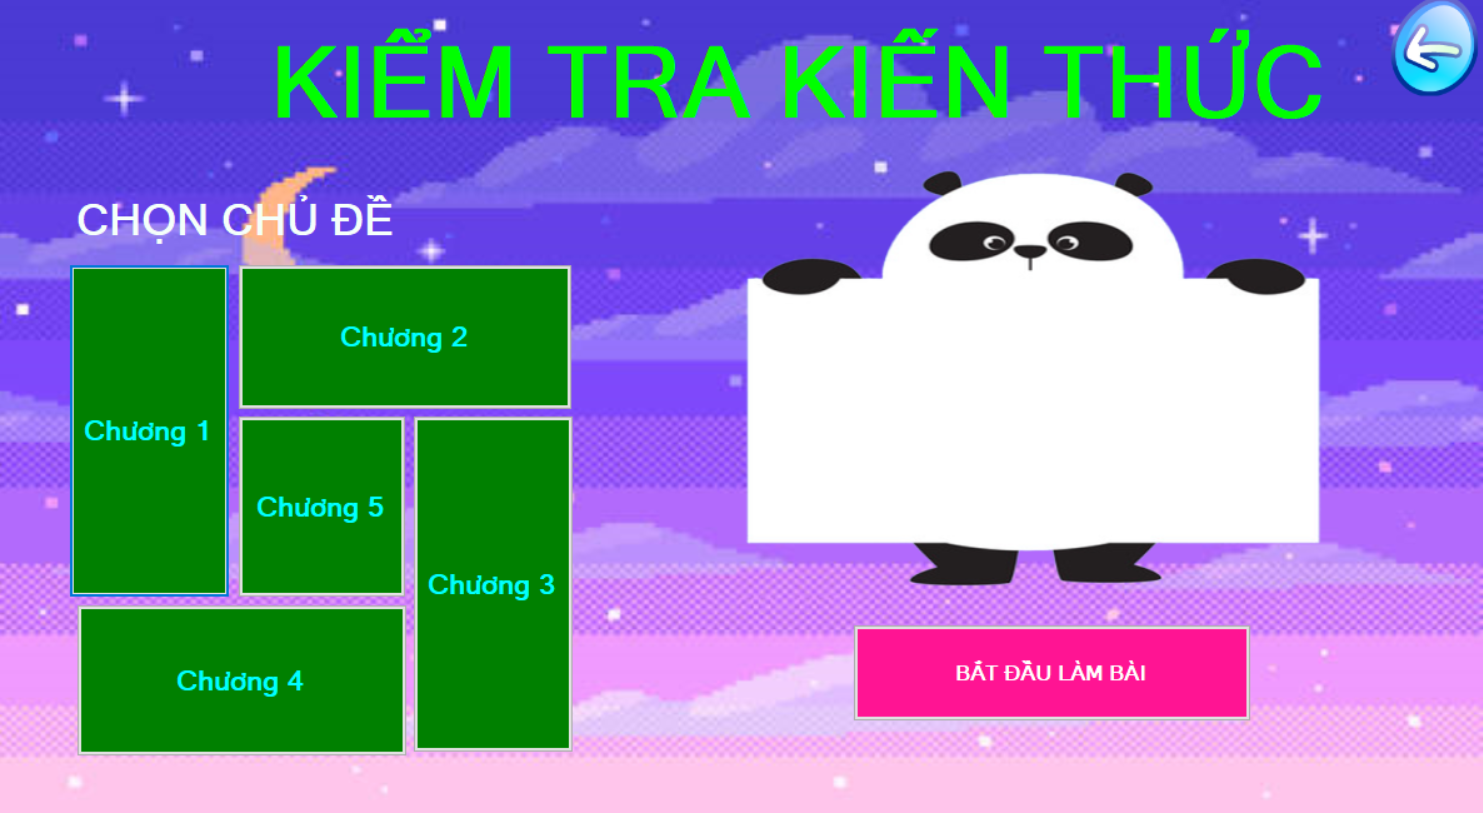 KIỂM TRA KIẾN THỨC
CHỌN CHỦ ĐỀ
Chương 1
Chương 2
Chương 5
Chương 3
Chương 4
BẮT ĐẦU LÀM BÀI